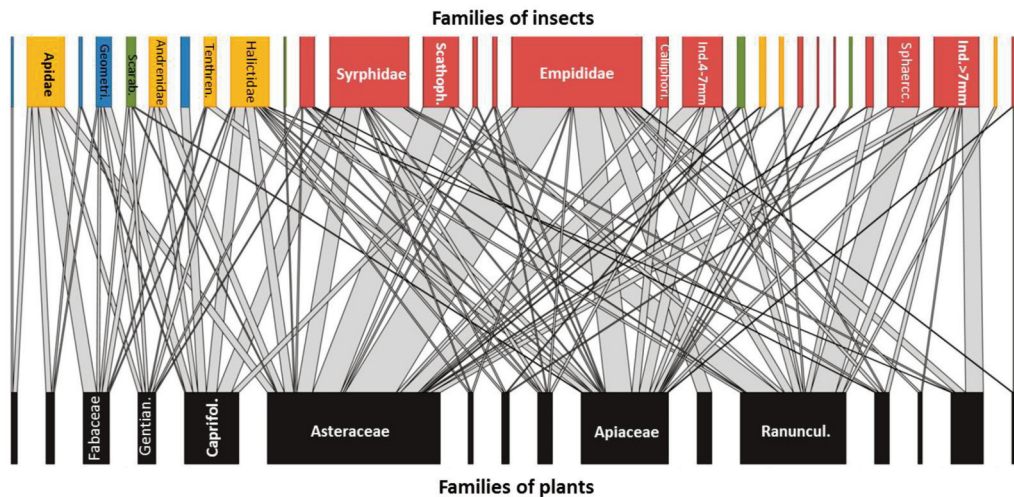 Families of insects
Apidae
Geometri.
Scarab.
Andrenidae
Tenthren.
Halictidae
Syrphidae
Scathoph.
Empididae
Calliphori.
Ind.4-7mm
Sphaercc.
Ind.>7mm
Fabaceae
Gentian.
Caprifol.
Asteraceae
Apiaceae
Ranuncul.
Families of plants